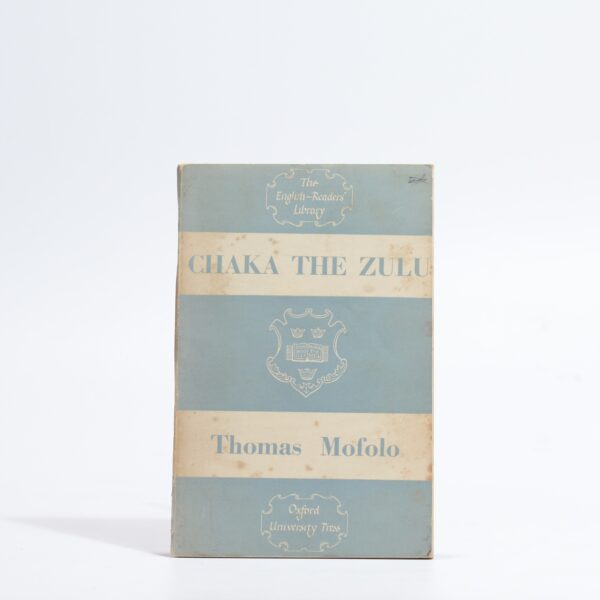 The
English-Readers'
Library
CHAKA THE ZULU
Thomas Mofolo
Oxford
University Press